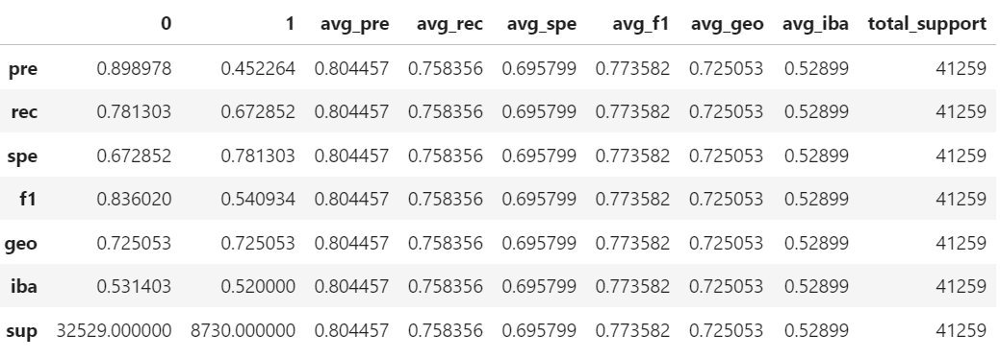 0 1 avg_pre avg_rec avg_spe avg_f1 avg_geo avg_iba total_support
pre 0.898978 0.452264 0.804457 0.758356 0.695799 0.773582 0.725053 0.52899 41259
rec 0.781303 0.672852 0.804457 0.758356 0.695799 0.773582 0.725053 0.52899 41259
spe 0.672852 0.781303 0.804457 0.758356 0.695799 0.773582 0.725053 0.52899 41259
f1 0.836020 0.540934 0.804457 0.758356 0.695799 0.773582 0.725053 0.52899 41259
geo 0.725053 0.725053 0.804457 0.758356 0.695799 0.773582 0.725053 0.52899 41259
iba 0.531403 0.520000 0.804457 0.758356 0.695799 0.773582 0.725053 0.52899 41259
sup 32529.000000 8730.000000 0.804457 0.758356 0.695799 0.773582 0.725053 0.52899 41259